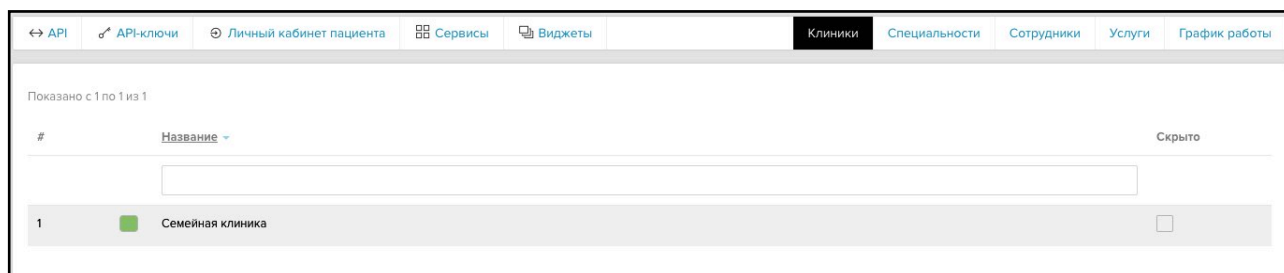 API API-ключи Личный кабинет пациента Сервисы Виджеты Клиники Специальности Сотрудники Услуги График работы
Показано с 1 по 1 из 1
# Название Скрыто
1 Семейная клиника